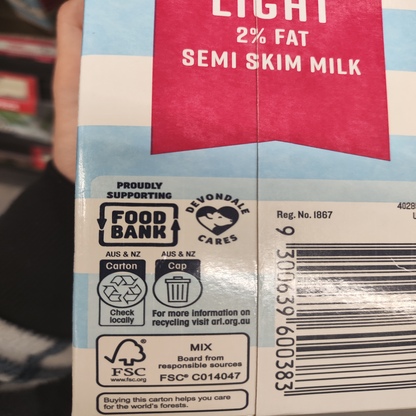 LIGHT
2% FAT
SEMI SKIM MILK
PROUDLY
SUPPORTING
FOOD
BANK
DEVONDALE
CARES
AUS & NZ
Carton
Check
locally
AUS & NZ
Cap
For more information on
recycling visit arl.org.au
FSC
www.fsc.org
MIX
Board from
responsible sources
FSC® C014047
Buying this carton helps you care
for the world's forests.
Reg. No. 1867
4028
9 300639 600383